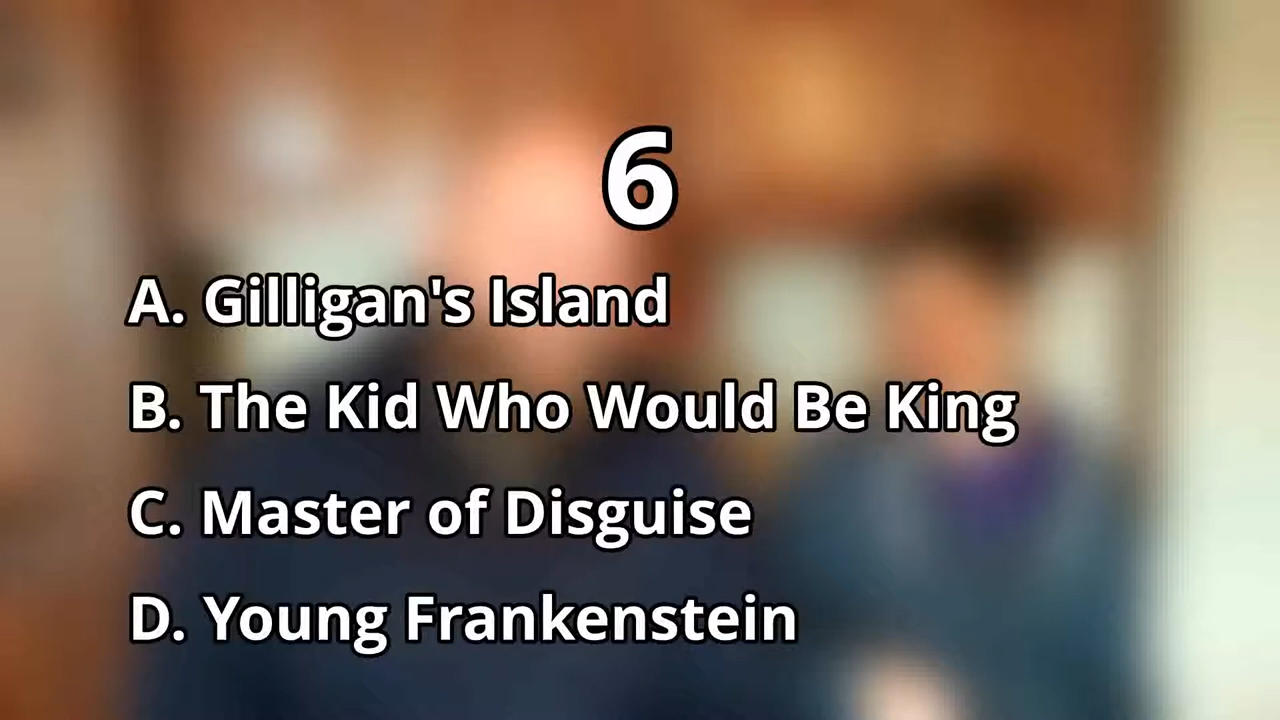 6
A. Gilligan's Island
B. The Kid Who Would Be King
C. Master of Disguise
D. Young Frankenstein